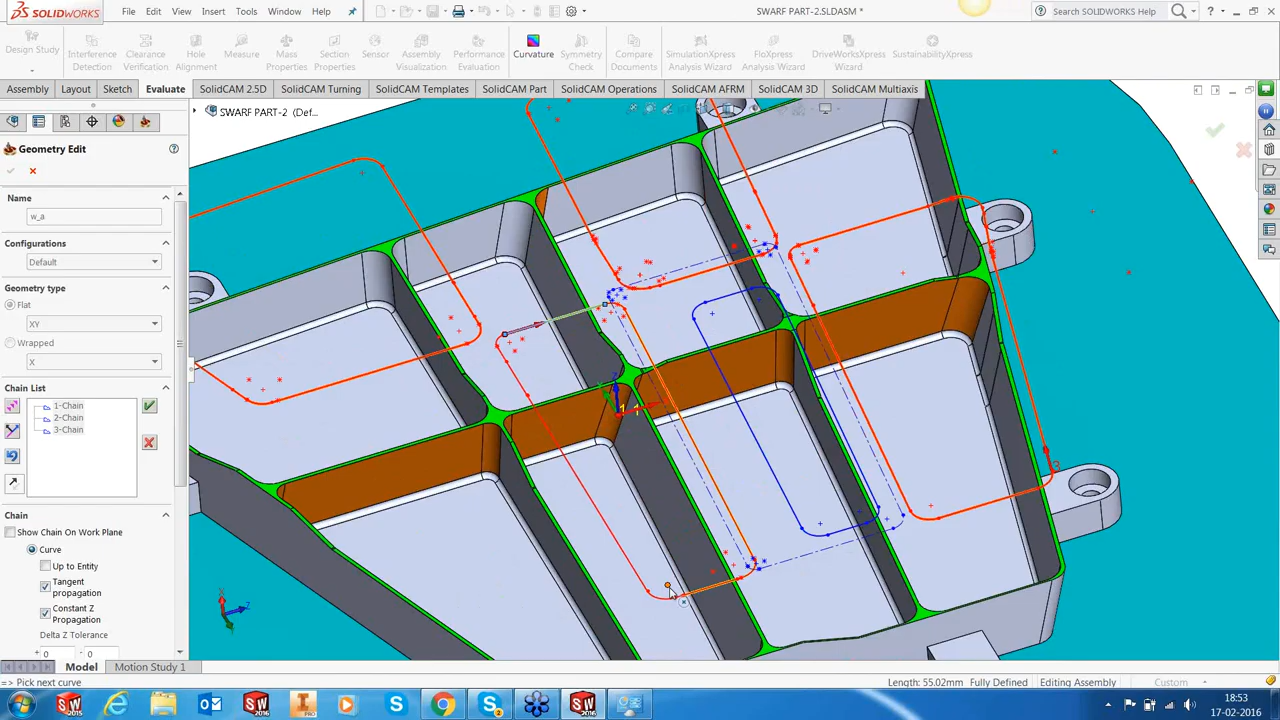 SOLIDWORKS File Edit View Insert Tools Window Help
SWARF PART-2.SLDASM *
Search SOLIDWORKS Help
Design Study
Interference Detection
Clearance Verification
Hole Alignment
Measure
Mass Properties
Section Properties
Sensor
Assembly Visualization
Performance Evaluation
Curvature
Symmetry Check
Compare Documents
SimulationXpress Analysis Wizard
FloXpress Analysis Wizard
DriveWorksXpress Wizard
SustainabilityXpress
Assembly Layout Sketch Evaluate SolidCAM 2.5D SolidCAM Turning SolidCAM Templates SolidCAM Part SolidCAM Operations SolidCAM AFRM SolidCAM 3D SolidCAM Multiaxis
SWARF PART-2 (Def...
Geometry Edit
Name
w_a
Configurations
Default
Geometry type
Flat
XY
Wrapped
X
Chain List
1-Chain
2-Chain
3-Chain
Chain
Show Chain On Work Plane
Curve
Up to Entity
Tangent propagation
Constant Z Propagation
Delta Z Tolerance
+ 0 - 0
1 1
3
Model Motion Study 1
Pick next curve
Length: 55.02mm Fully Defined Editing Assembly Custom
18:53
17-02-2016